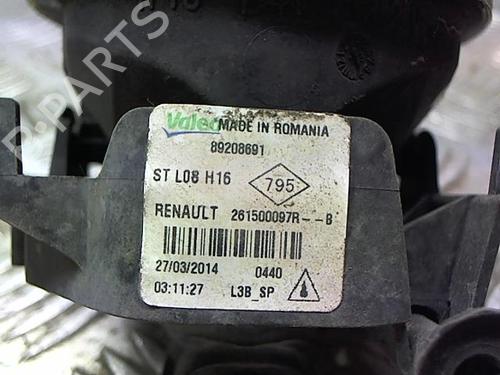 Valeo MADE IN ROMANIA
89208691
ST L08 H16 795
RENAULT 261500097R--B
27/03/2014 0440
03:11:27 L3B_SP
B-PARTS